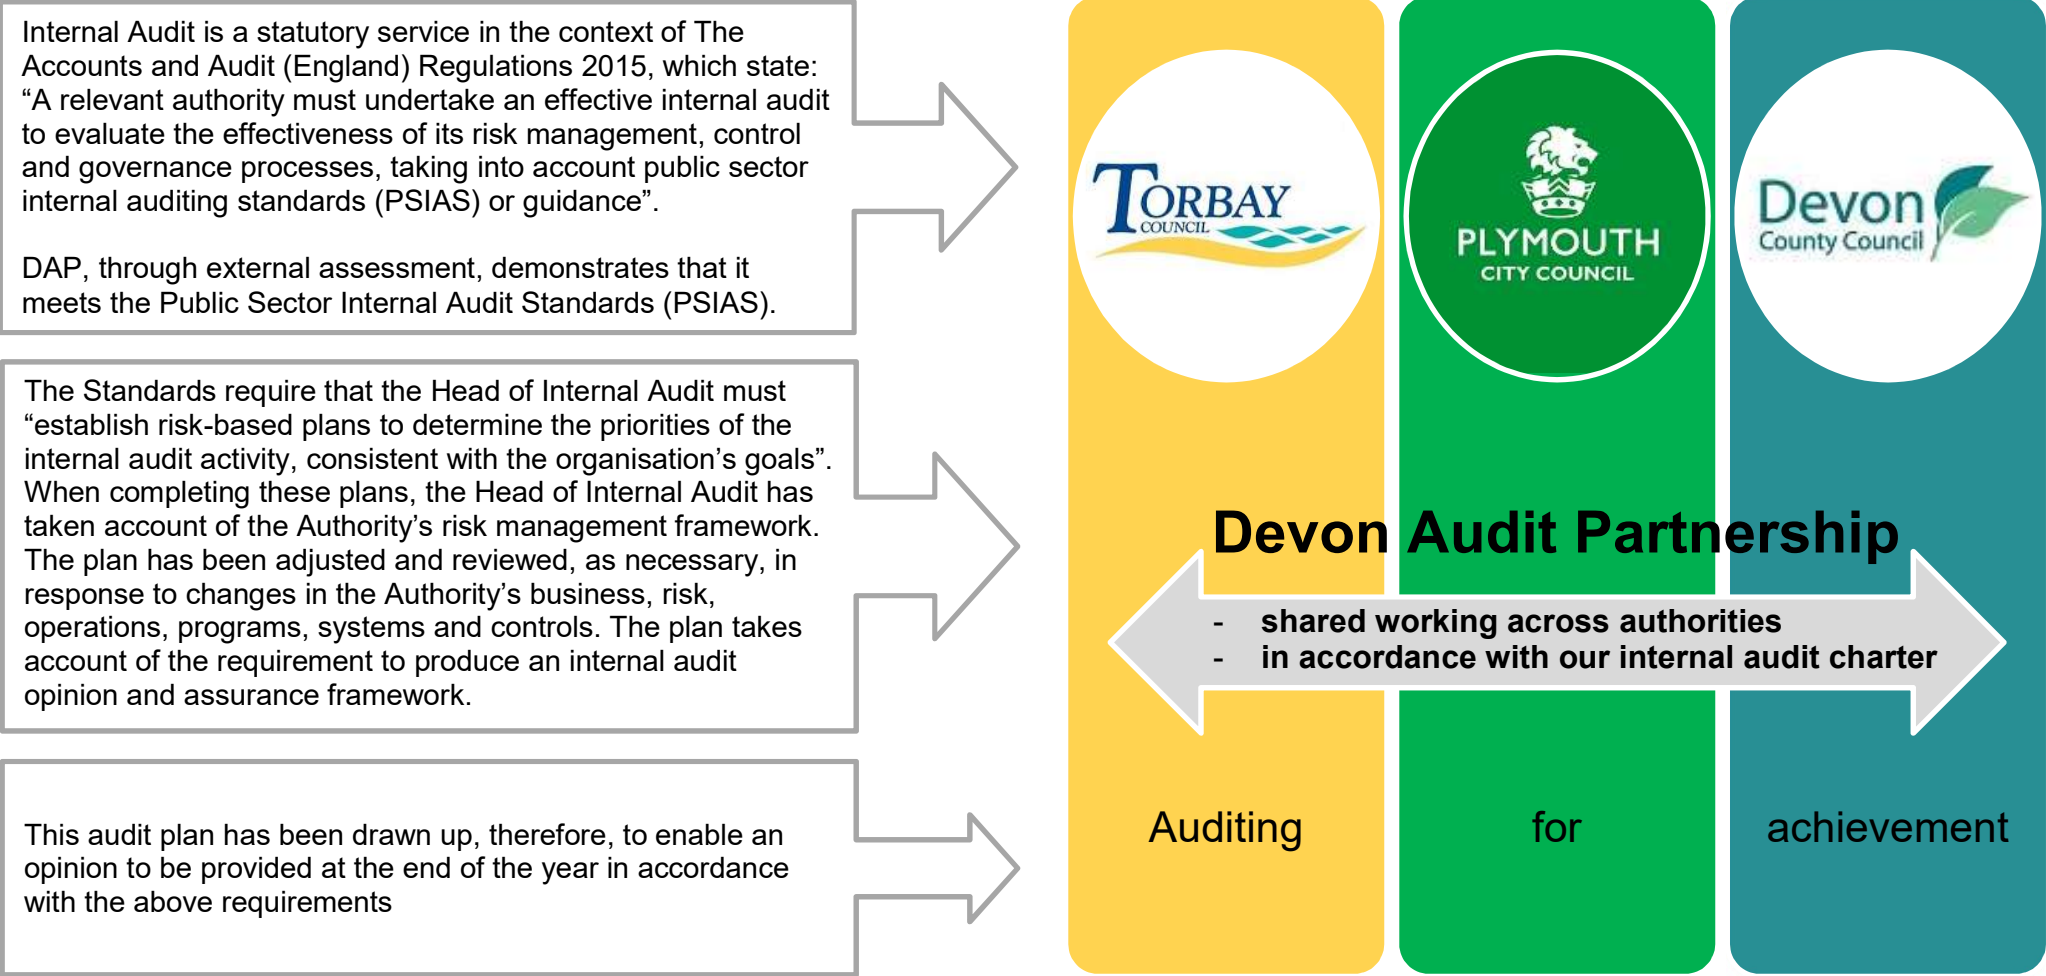 Internal Audit is a statutory service in the context of The
Accounts and Audit (England) Regulations 2015, which state:
“A relevant authority must undertake an effective internal audit
to evaluate the effectiveness of its risk management, control
and governance processes, taking into account public sector
internal auditing standards (PSIAS) or guidance”.
DAP, through external assessment, demonstrates that it
meets the Public Sector Internal Audit Standards (PSIAS).
The Standards require that the Head of Internal Audit must
“establish risk-based plans to determine the priorities of the
internal audit activity, consistent with the organisation’s goals”.
When completing these plans, the Head of Internal Audit has
taken account of the Authority’s risk management framework.
The plan has been adjusted and reviewed, as necessary, in
response to changes in the Authority’s business, risk,
operations, programs, systems and controls. The plan takes
account of the requirement to produce an internal audit
opinion and assurance framework.
This audit plan has been drawn up, therefore, to enable an
opinion to be provided at the end of the year in accordance
with the above requirements
TORBAY
COUNCIL
PLYMOUTH
CITY COUNCIL
Devon
County Council
Devon Audit Partnership
- shared working across authorities
- in accordance with our internal audit charter
Auditing for achievement